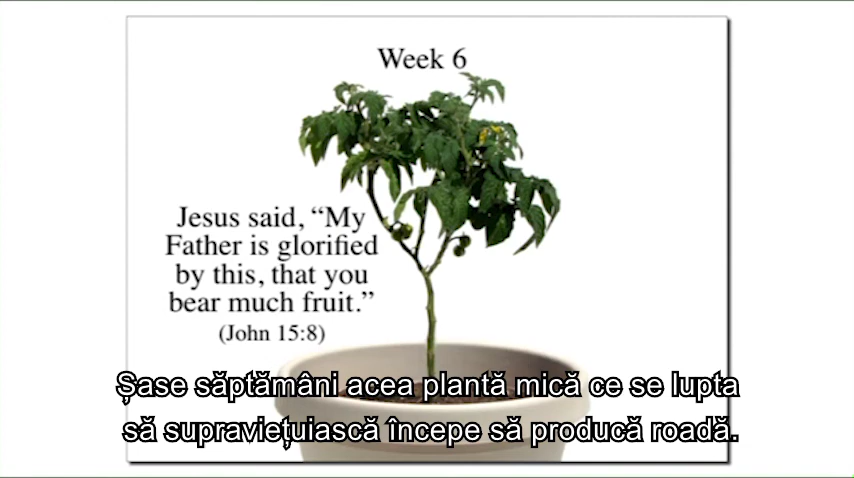 Week 6
Jesus said, “My
Father is glorified
by this, that you
bear much fruit.”
(John 15:8)
Șase săptămâni acea plantă mică ce se lupta
să supraviețuiască începe să producă roadă.